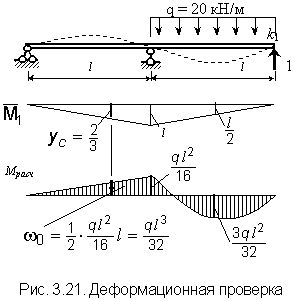 q = 20 кН/м
k
1
l
l
M̄₁
y_C = 2/3
l
l/2
M_расч
ql²/16
ω₀ = 1/2 · ql²/16 l = ql³/32
3ql²/32
Рис. 3.21. Деформационная проверка